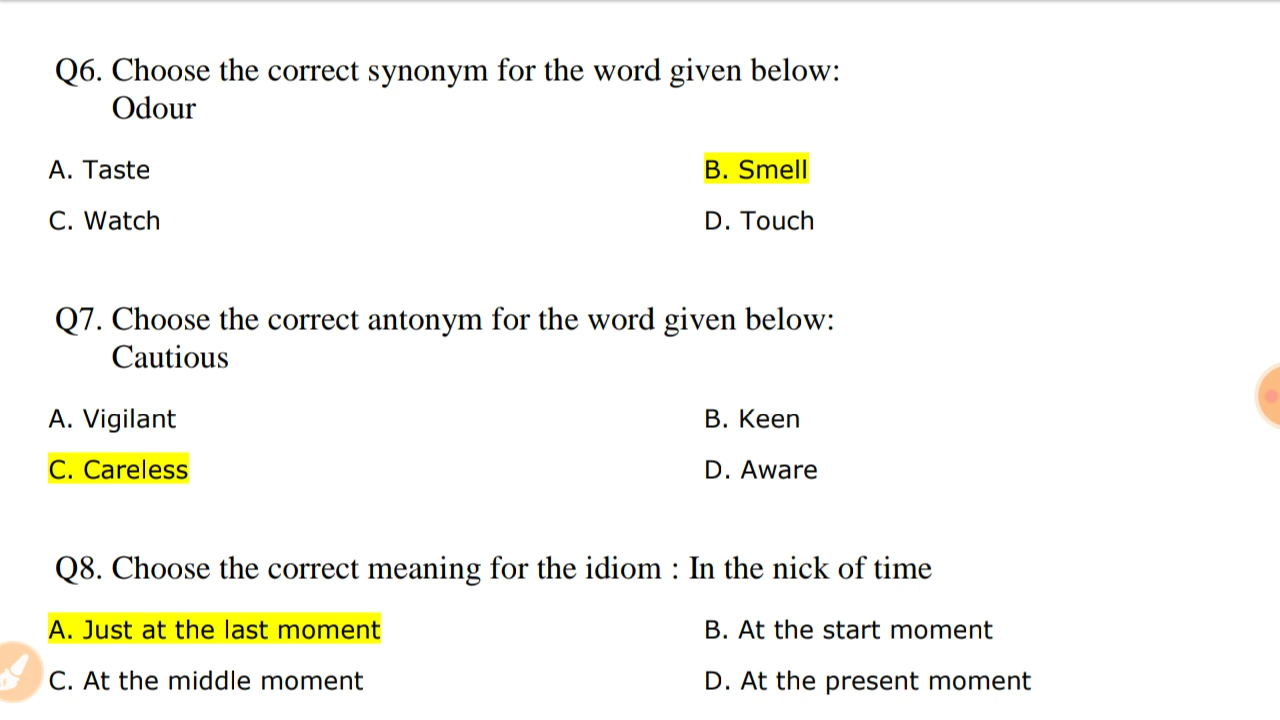 Q6. Choose the correct synonym for the word given below:
Odour
A. Taste
B. Smell
C. Watch
D. Touch
Q7. Choose the correct antonym for the word given below:
Cautious
A. Vigilant
B. Keen
C. Careless
D. Aware
Q8. Choose the correct meaning for the idiom : In the nick of time
A. Just at the last moment
B. At the start moment
C. At the middle moment
D. At the present moment